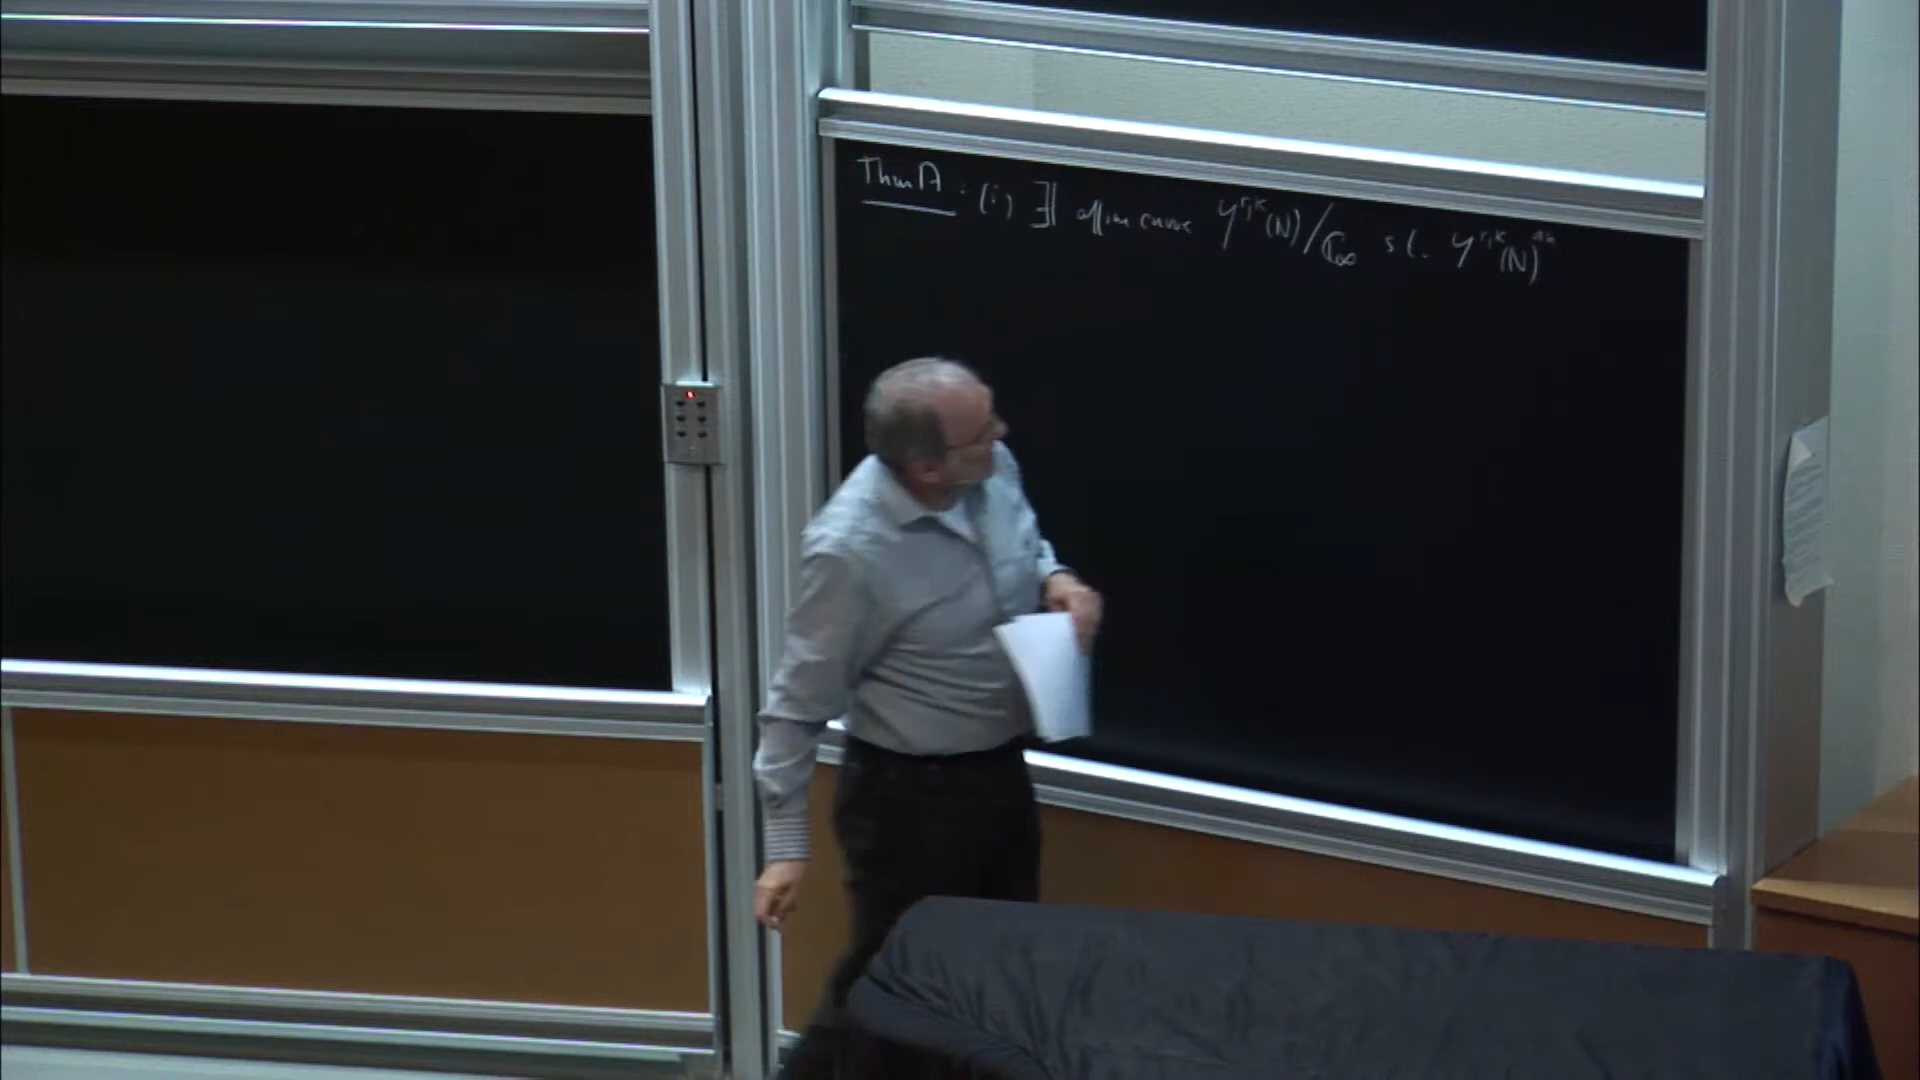 Thm A : (i) ∃| affine curve Y^{r,k}(N)/ℂ_∞ s.t. Y^{r,k}(N)^{an}